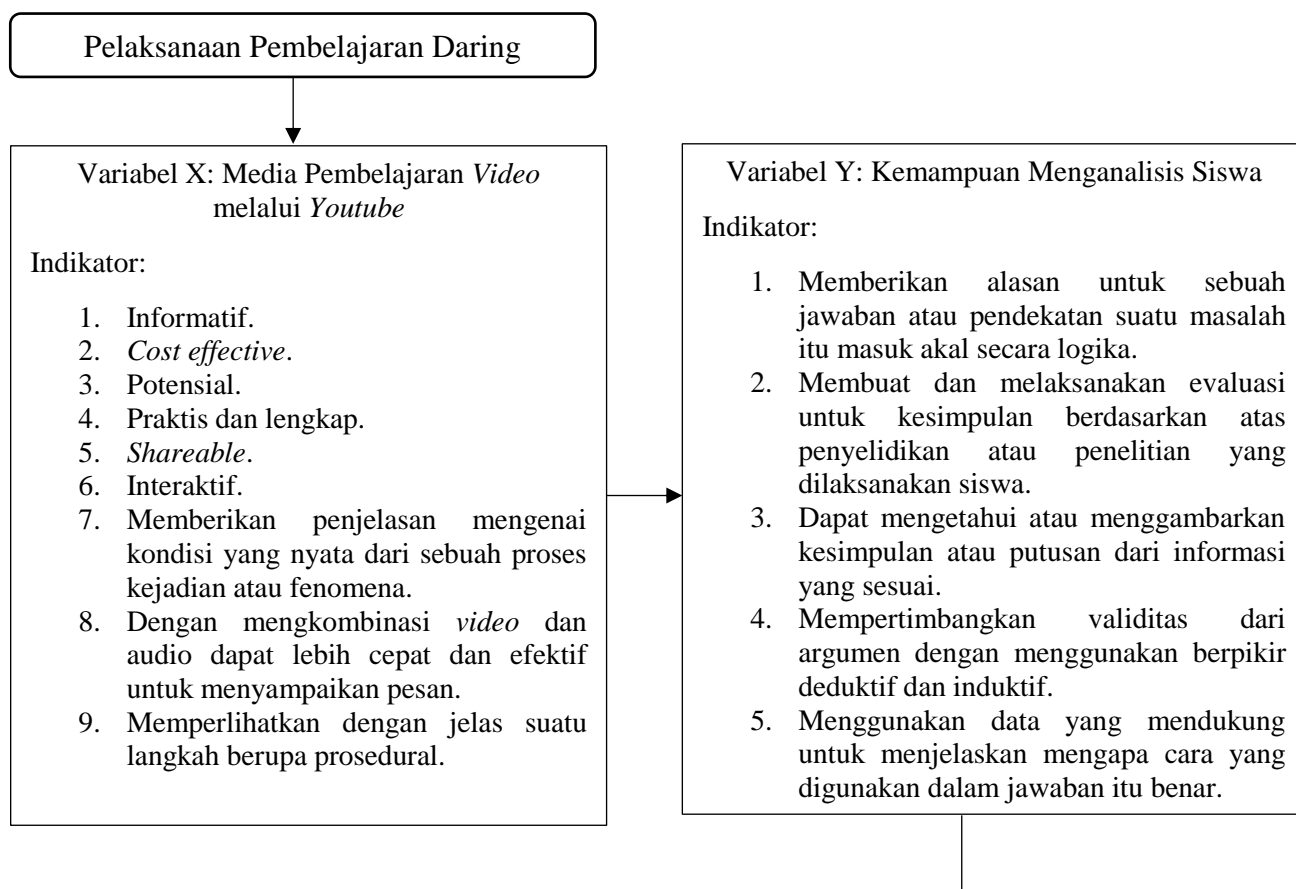 Pelaksanaan Pembelajaran Daring
Variabel X: Media Pembelajaran Video
melalui Youtube
Indikator:
1. Informatif.
2. Cost effective.
3. Potensial.
4. Praktis dan lengkap.
5. Shareable.
6. Interaktif.
7. Memberikan penjelasan mengenai
kondisi yang nyata dari sebuah proses
kejadian atau fenomena.
8. Dengan mengkombinasi video dan
audio dapat lebih cepat dan efektif
untuk menyampaikan pesan.
9. Memperlihatkan dengan jelas suatu
langkah berupa prosedural.
Variabel Y: Kemampuan Menganalisis Siswa
Indikator:
1. Memberikan alasan untuk sebuah
jawaban atau pendekatan suatu masalah
itu masuk akal secara logika.
2. Membuat dan melaksanakan evaluasi
untuk kesimpulan berdasarkan atas
penyelidikan atau penelitian yang
dilaksanakan siswa.
3. Dapat mengetahui atau menggambarkan
kesimpulan atau putusan dari informasi
yang sesuai.
4. Mempertimbangkan validitas dari
argumen dengan menggunakan berpikir
deduktif dan induktif.
5. Menggunakan data yang mendukung
untuk menjelaskan mengapa cara yang
digunakan dalam jawaban itu benar.